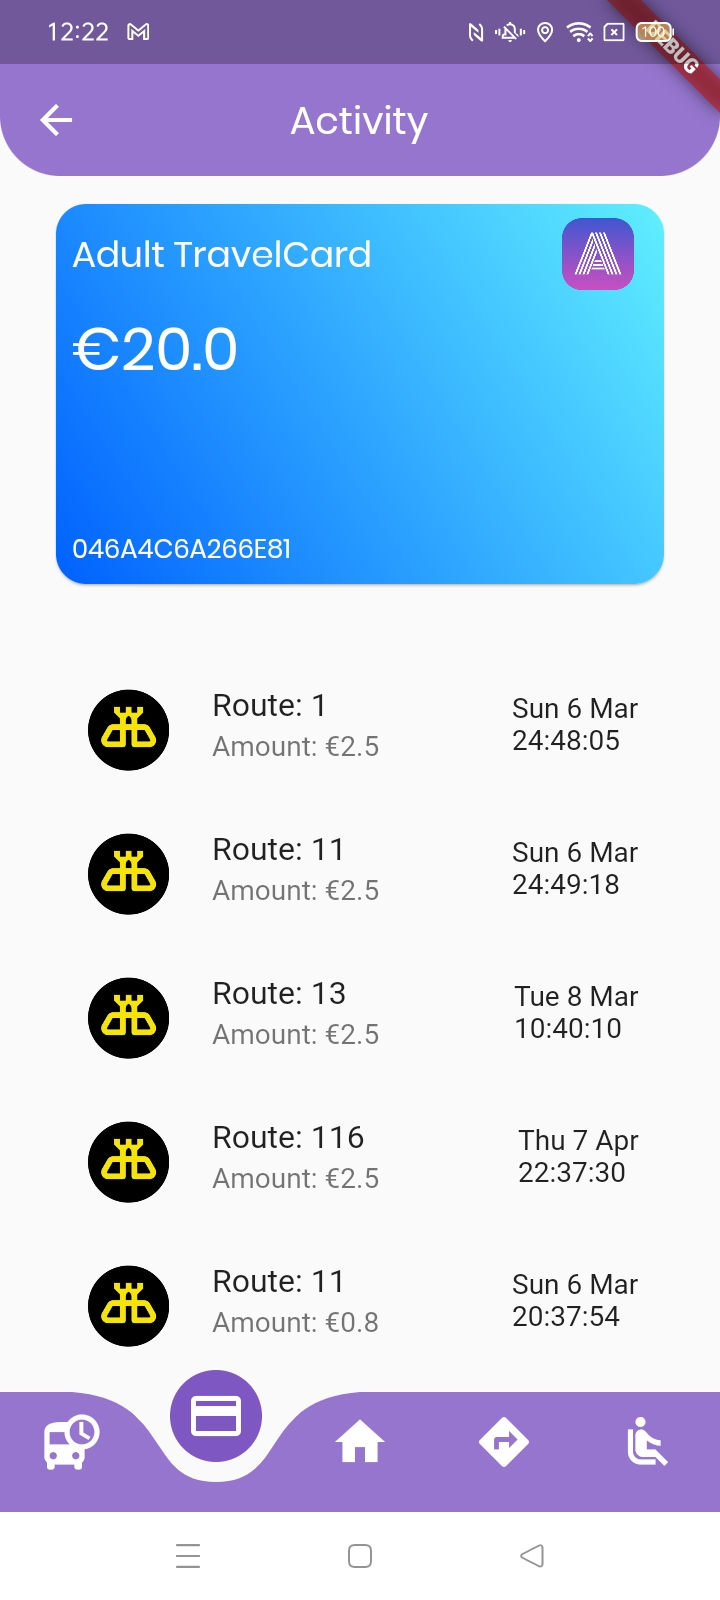 12:22
100
DEBUG
Activity
Adult TravelCard
€20.0
046A4C6A266E81
Route: 1
Amount: €2.5
Sun 6 Mar
24:48:05
Route: 11
Amount: €2.5
Sun 6 Mar
24:49:18
Route: 13
Amount: €2.5
Tue 8 Mar
10:40:10
Route: 116
Amount: €2.5
Thu 7 Apr
22:37:30
Route: 11
Amount: €0.8
Sun 6 Mar
20:37:54